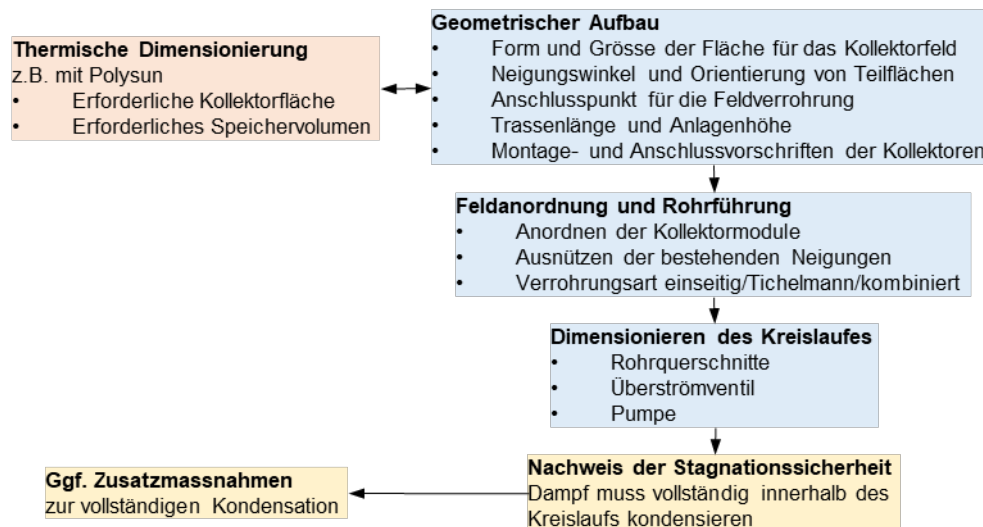 Thermische Dimensionierung
z.B. mit Polysun
• Erforderliche Kollektorfläche
• Erforderliches Speichervolumen
Geometrischer Aufbau
• Form und Grösse der Fläche für das Kollektorfeld
• Neigungswinkel und Orientierung von Teilflächen
• Anschlusspunkt für die Feldverrohrung
• Trassenlänge und Anlagenhöhe
• Montage- und Anschlussvorschriften der Kollektoren
Feldanordnung und Rohrführung
• Anordnen der Kollektormodule
• Ausnützen der bestehenden Neigungen
• Verrohrungsart einseitig/Tichelmann/kombiniert
Dimensionieren des Kreislaufes
• Rohrquerschnitte
• Überströmventil
• Pumpe
Nachweis der Stagnationssicherheit
Dampf muss vollständig innerhalb des
Kreislaufs kondensieren
Ggf. Zusatzmassnahmen
zur vollständigen Kondensation